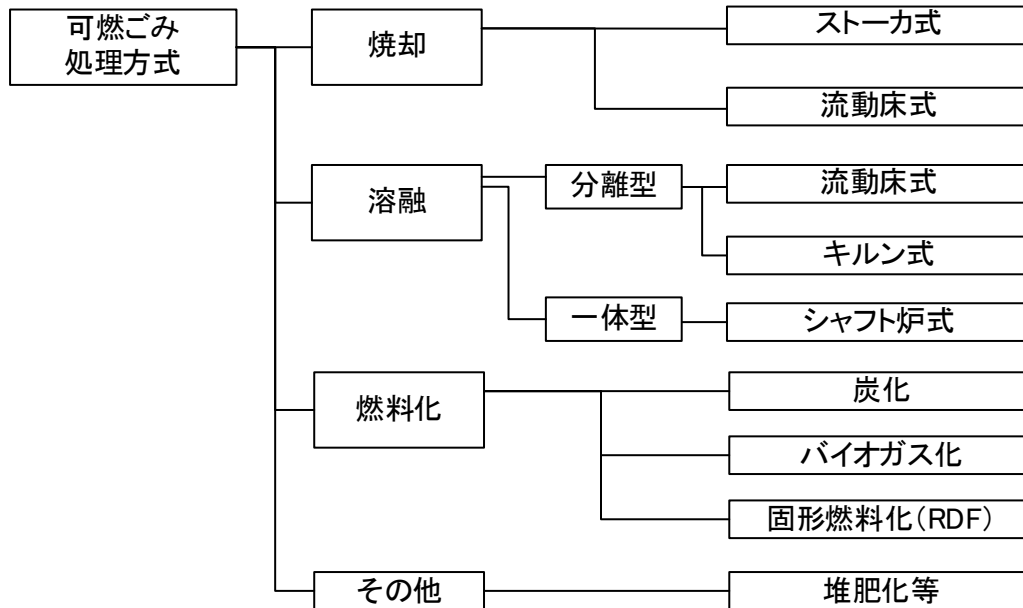 可燃ごみ
処理方式
焼却
ストーカ式
流動床式
溶融
分離型
流動床式
キルン式
一体型
シャフト炉式
燃料化
炭化
バイオガス化
固形燃料化(RDF)
その他
堆肥化等